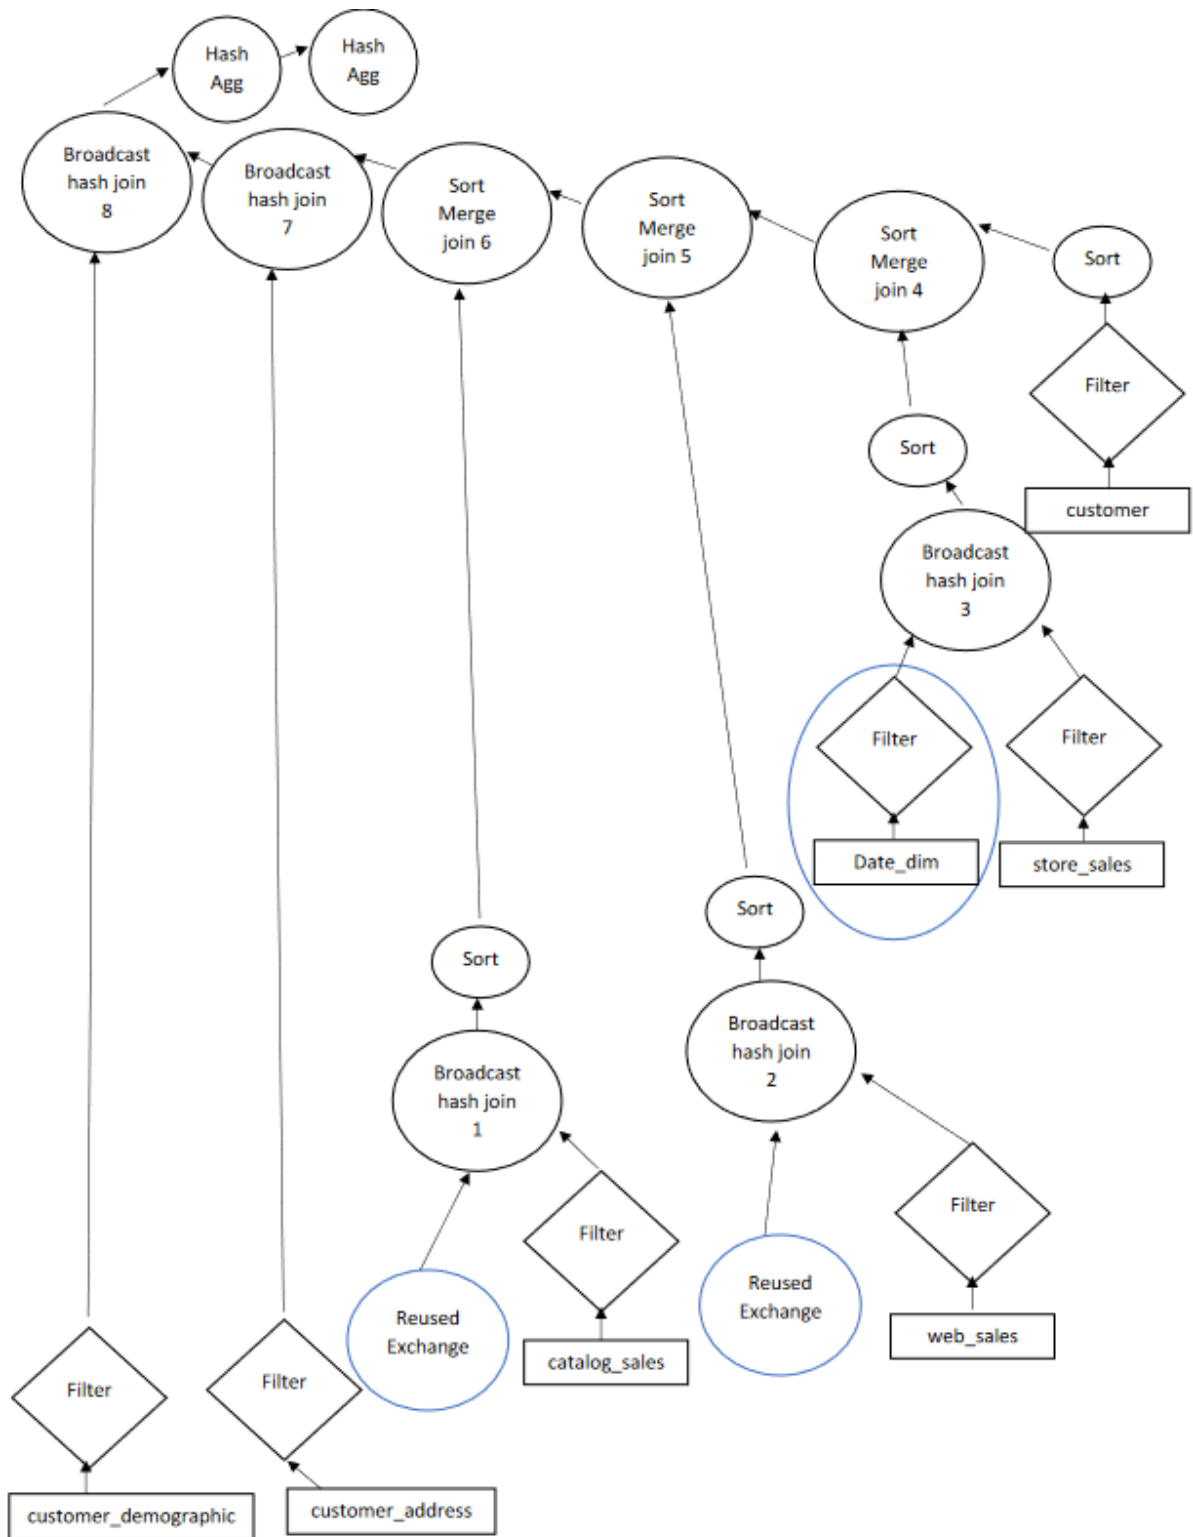 Hash
Agg
Hash
Agg
Broadcast
hash join
8
Broadcast
hash join
7
Sort
Merge
join 6
Sort
Merge
join 5
Sort
Merge
join 4
Sort
Filter
customer
Sort
Broadcast
hash join
3
Filter
Filter
Date_dim
store_sales
Sort
Sort
Broadcast
hash join
2
Broadcast
hash join
1
Filter
Filter
Reused
Exchange
Reused
Exchange
web_sales
catalog_sales
Filter
Filter
customer_demographic
customer_address